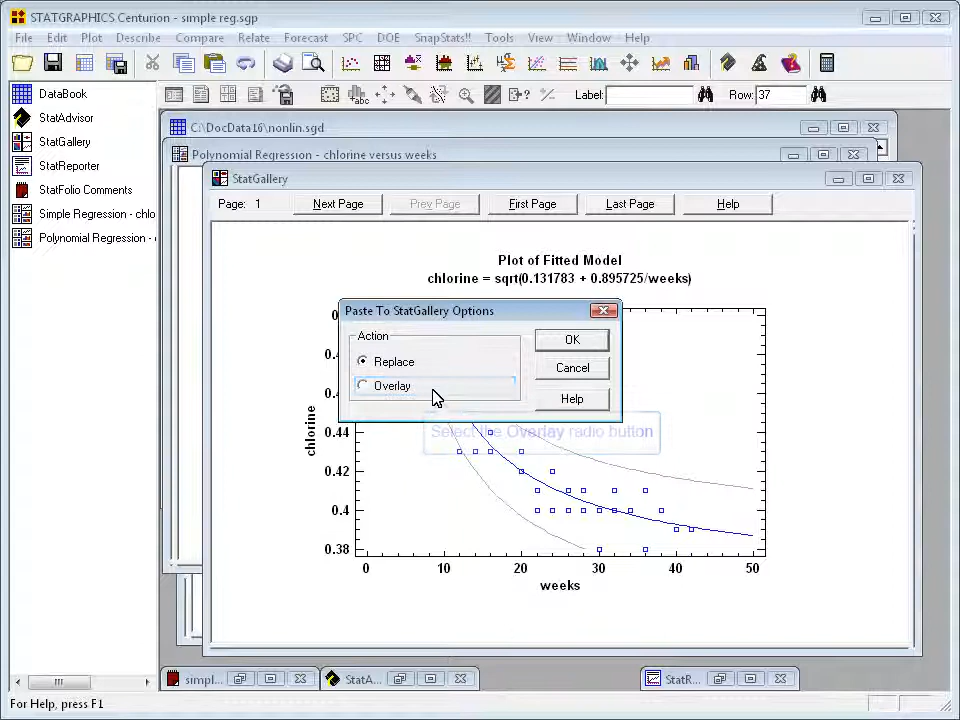 STATGRAPHICS Centurion - simple reg.sgp
File Edit Plot Describe Compare Relate Forecast SPC DOE SnapStats!! Tools View Window Help
Label: Row: 37
DataBook
StatAdvisor
StatGallery
StatReporter
StatFolio Comments
Simple Regression - chlo
Polynomial Regression -
C:\DocData16\nonlin.sgd
Polynomial Regression - chlorine versus weeks
StatGallery
Page: 1 Next Page Prev Page First Page Last Page Help
Plot of Fitted Model
chlorine = sqrt(0.131783 + 0.895725/weeks)
Paste To StatGallery Options
Action
Replace
Overlay
OK
Cancel
Help
Select the Overlay radio button
chlorine
0.44
0.42
0.4
0.38
0 10 20 30 40 50
weeks
simpl... StatA... StatR...
For Help, press F1